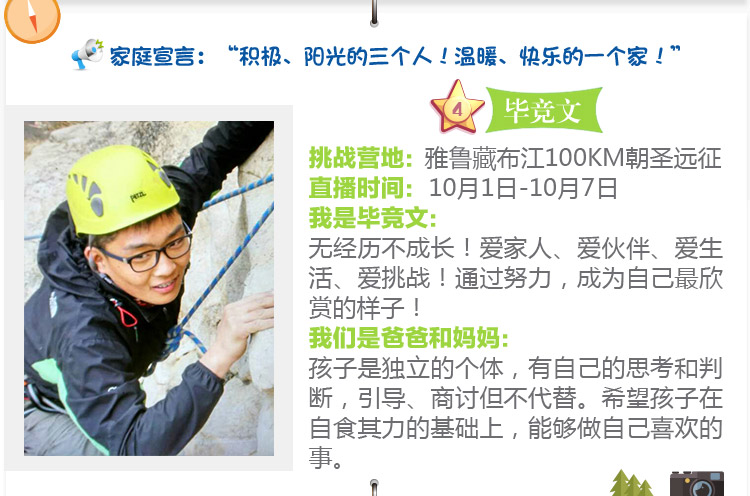 家庭宣言：“积极、阳光的三个人！温暖、快乐的一个家！”
4 毕竞文
挑战营地: 雅鲁藏布江100KM朝圣远征
直播时间: 10月1日-10月7日
我是毕竞文:
无经历不成长！爱家人、爱伙伴、爱生
活、爱挑战！通过努力，成为自己最欣
赏的样子！
我们是爸爸和妈妈:
孩子是独立的个体，有自己的思考和判
断，引导、商讨但不代替。希望孩子在
自食其力的基础上，能够做自己喜欢的
事。
PETZL